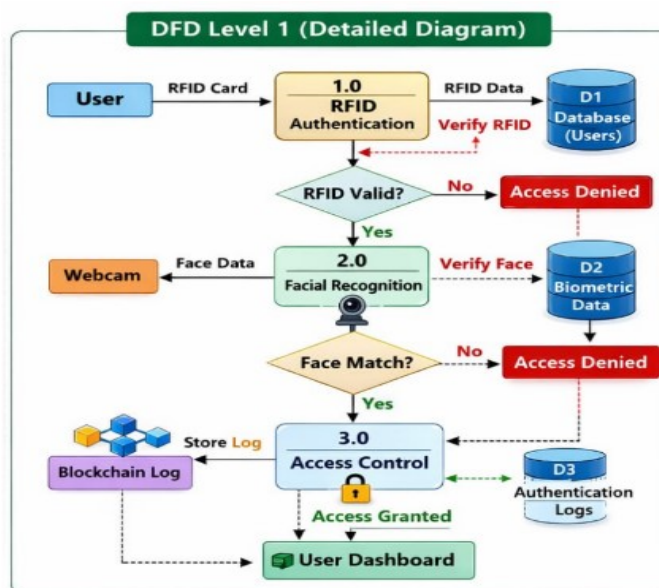 DFD Level 1 (Detailed Diagram)
User
RFID Card
1.0
RFID
Authentication
RFID Data
Verify RFID
D1
Database
(Users)
RFID Valid?
No
Access Denied
Yes
Webcam
Face Data
2.0
Facial Recognition
Verify Face
D2
Biometric
Data
Face Match?
No
Access Denied
Yes
Blockchain Log
Store Log
3.0
Access Control
D3
Authentication
Logs
Access Granted
User Dashboard